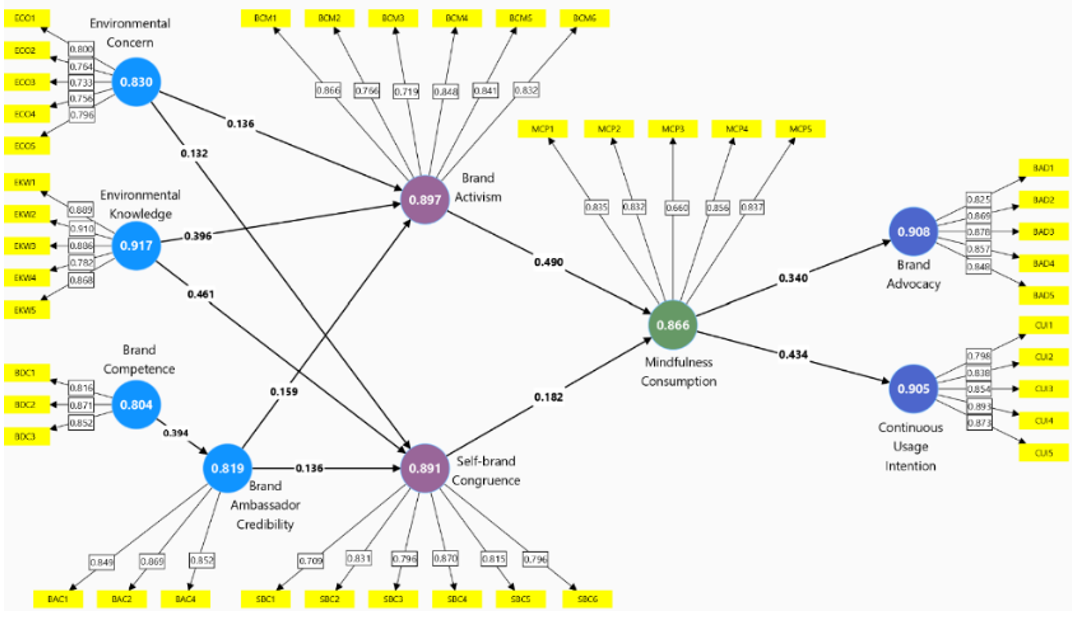 ECO1
ECO2
ECO3
ECO4
ECO5
0.800
0.764
0.733
0.756
0.796
Environmental
Concern
0.830
EKW1
EKW2
EKW3
EKW4
EKW5
0.889
0.910
0.886
0.782
0.868
Environmental
Knowledge
0.917
BDC1
BDC2
BDC3
0.816
0.871
0.852
Brand
Competence
0.804
0.394
0.819
Brand
Ambassador
Credibility
0.849
0.869
0.852
BAC1
BAC2
BAC4
0.136
0.132
0.396
0.461
0.159
0.136
BCM1
BCM2
BCM3
BCM4
BCM5
BCM6
0.866
0.766
0.719
0.848
0.841
0.832
0.897
Brand
Activism
0.891
Self-brand
Congruence
0.709
0.831
0.796
0.870
0.815
0.796
SBC1
SBC2
SBC3
SBC4
SBC5
SBC6
0.490
0.182
MCP1
MCP2
MCP3
MCP4
MCP5
0.835
0.832
0.660
0.856
0.837
0.866
Mindfulness
Consumption
0.340
0.434
0.908
Brand
Advocacy
0.825
0.869
0.878
0.857
0.848
BAD1
BAD2
BAD3
BAD4
BAD5
0.905
Continuous
Usage
Intention
0.798
0.838
0.854
0.893
0.873
CUI1
CUI2
CUI3
CUI4
CUI5